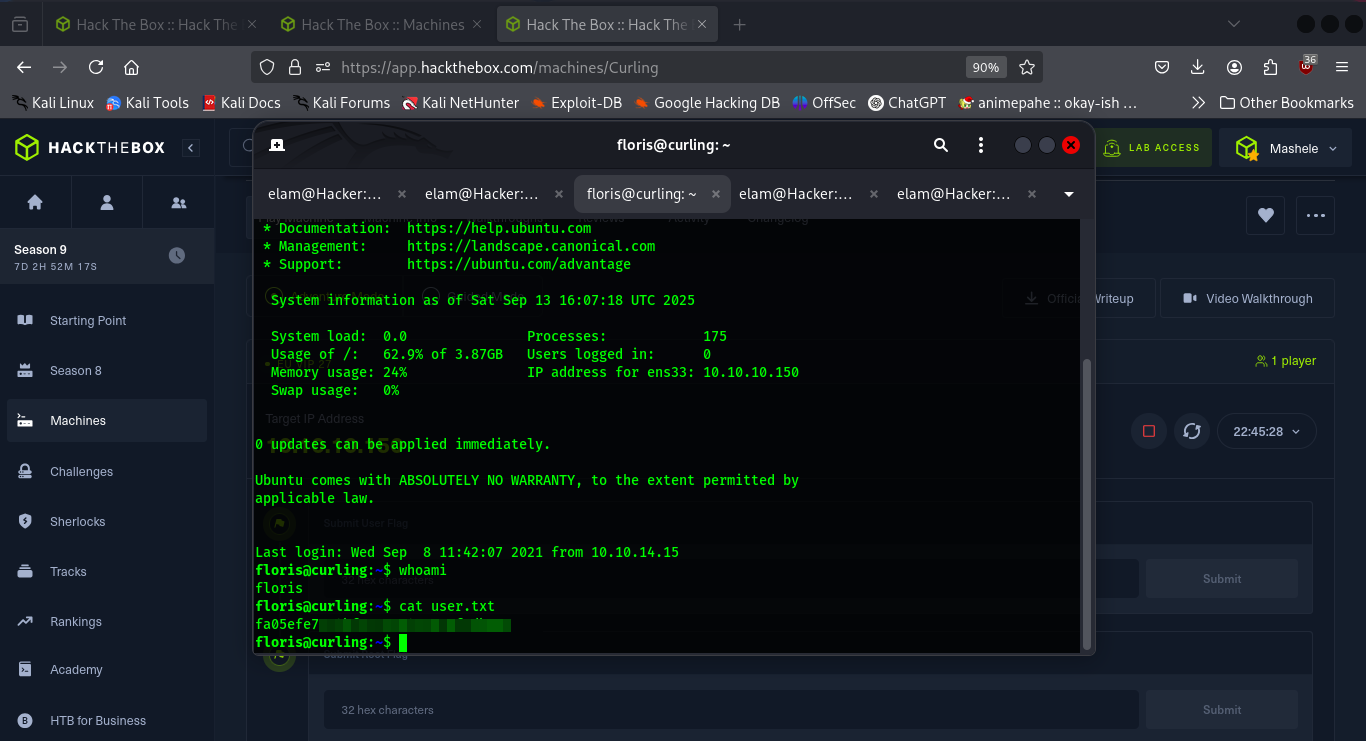 Hack The Box :: Hack The
Hack The Box :: Machines
Hack The Box :: Hack The
https://app.hackthebox.com/machines/Curling
90%
36
Kali Linux
Kali Tools
Kali Docs
Kali Forums
Kali NetHunter
Exploit-DB
Google Hacking DB
OffSec
ChatGPT
animepahe :: okay-ish ...
Other Bookmarks
HACKTHEBOX
floris@curling: ~
LAB ACCESS
Mashele
elam@Hacker:...
elam@Hacker:...
floris@curling: ~
elam@Hacker:...
elam@Hacker:...
Season 9
7D 2H 52M 17S
Starting Point
Season 8
Machines
Challenges
Sherlocks
Tracks
Rankings
Academy
HTB for Business
* Documentation:  https://help.ubuntu.com
* Management:     https://landscape.canonical.com
* Support:        https://ubuntu.com/advantage
System information as of Sat Sep 13 16:07:18 UTC 2025
System load:  0.0               Processes:            175
Usage of /:   62.9% of 3.87GB   Users logged in:      0
Memory usage: 24%               IP address for ens33: 10.10.10.150
Swap usage:   0%
Target IP Address
10.10.10.150
0 updates can be applied immediately.
Ubuntu comes with ABSOLUTELY NO WARRANTY, to the extent permitted by
applicable law.
Submit User Flag
Last login: Wed Sep  8 11:42:07 2021 from 10.10.14.15
floris@curling:~$ whoami
floris
floris@curling:~$ cat user.txt
fa05efe7
floris@curling:~$
Submit Root Flag
Writeup
Video Walkthrough
1 player
22:45:28
Submit
32 hex characters
Submit